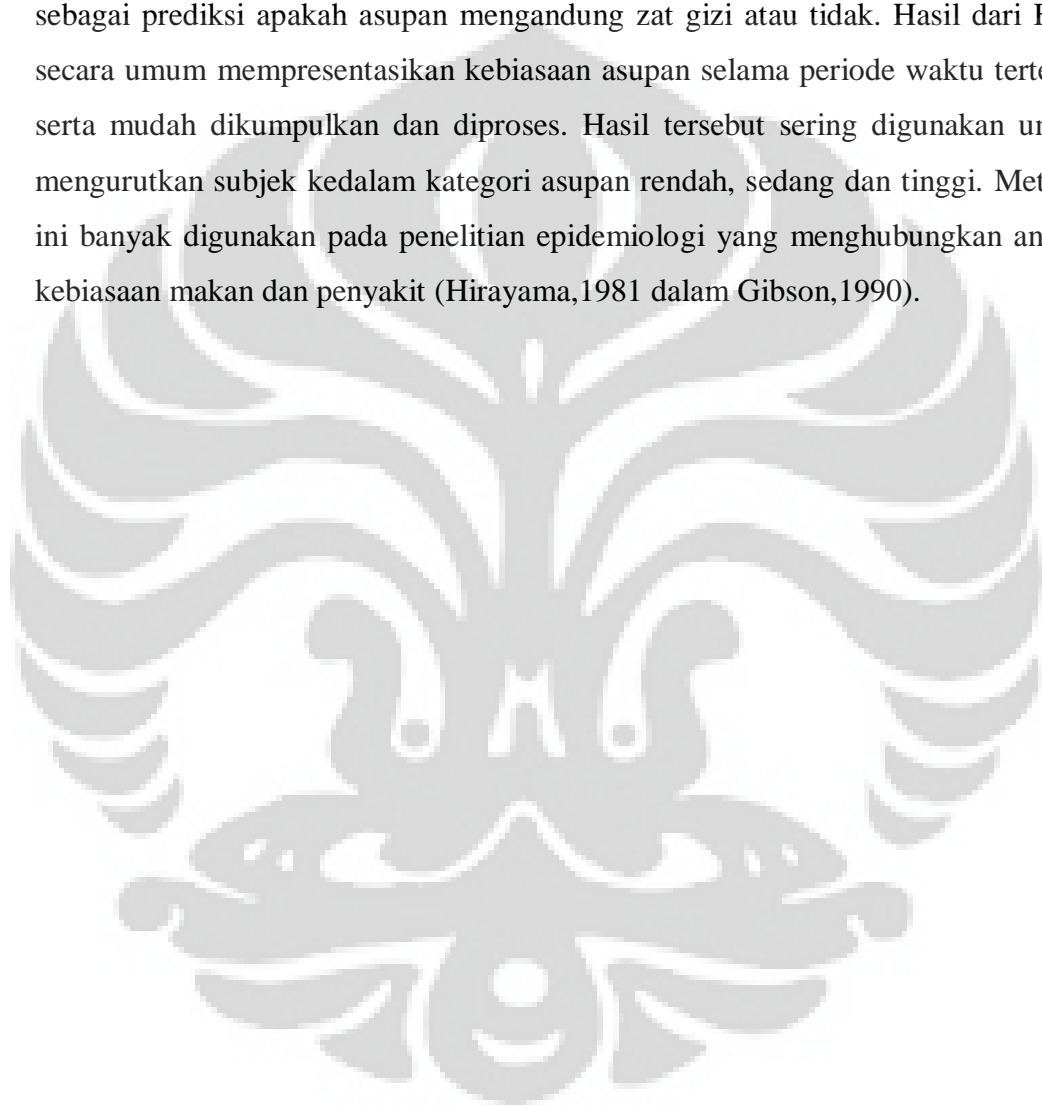 sebagai prediksi apakah asupan mengandung zat gizi atau tidak. Hasil dari
secara umum mempresentasikan kebiasaan asupan selama periode waktu
serta mudah dikumpulkan dan diproses. Hasil tersebut sering digunakan
mengurutkan subjek kedalam kategori asupan rendah, sedang dan tinggi.
ini banyak digunakan pada penelitian epidemiologi yang menghubungkan
kebiasaan makan dan penyakit (Hirayama,1981 dalam Gibson,1990).